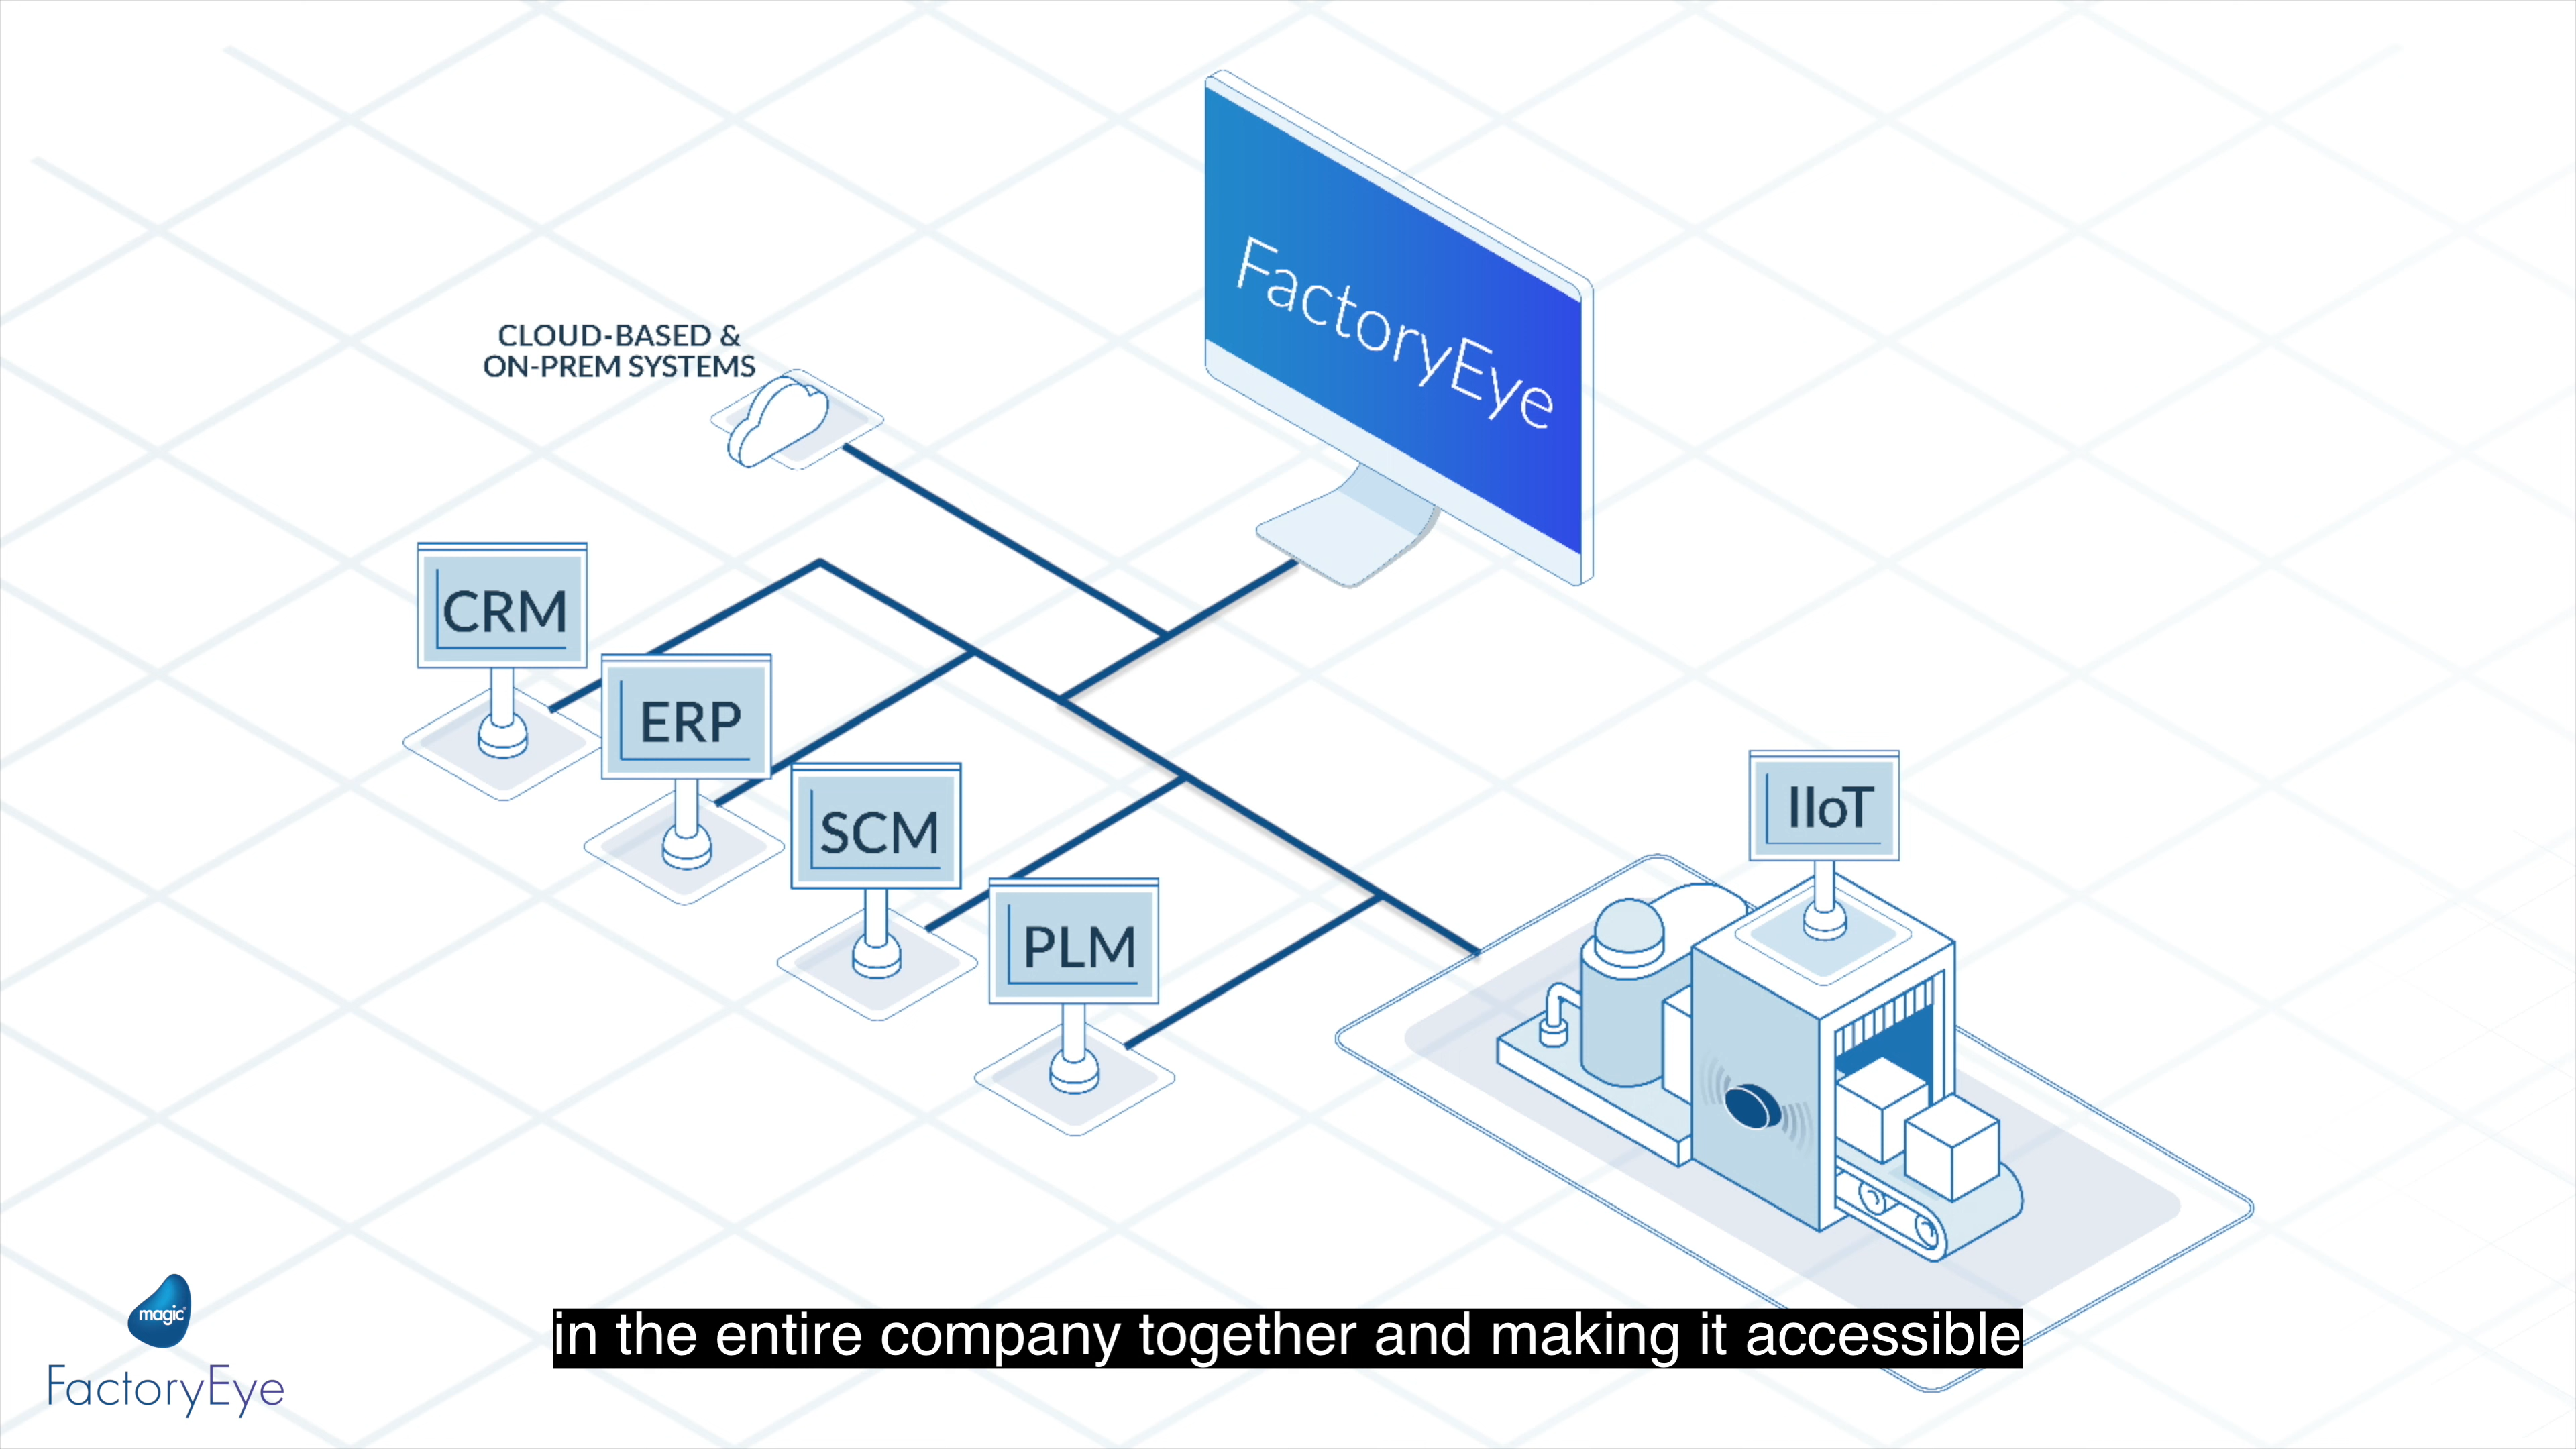 FactoryEye
CLOUD-BASED &
ON-PREM SYSTEMS
CRM
ERP
SCM
PLM
IIoT
magic
FactoryEye
in the entire company together and making it accessible